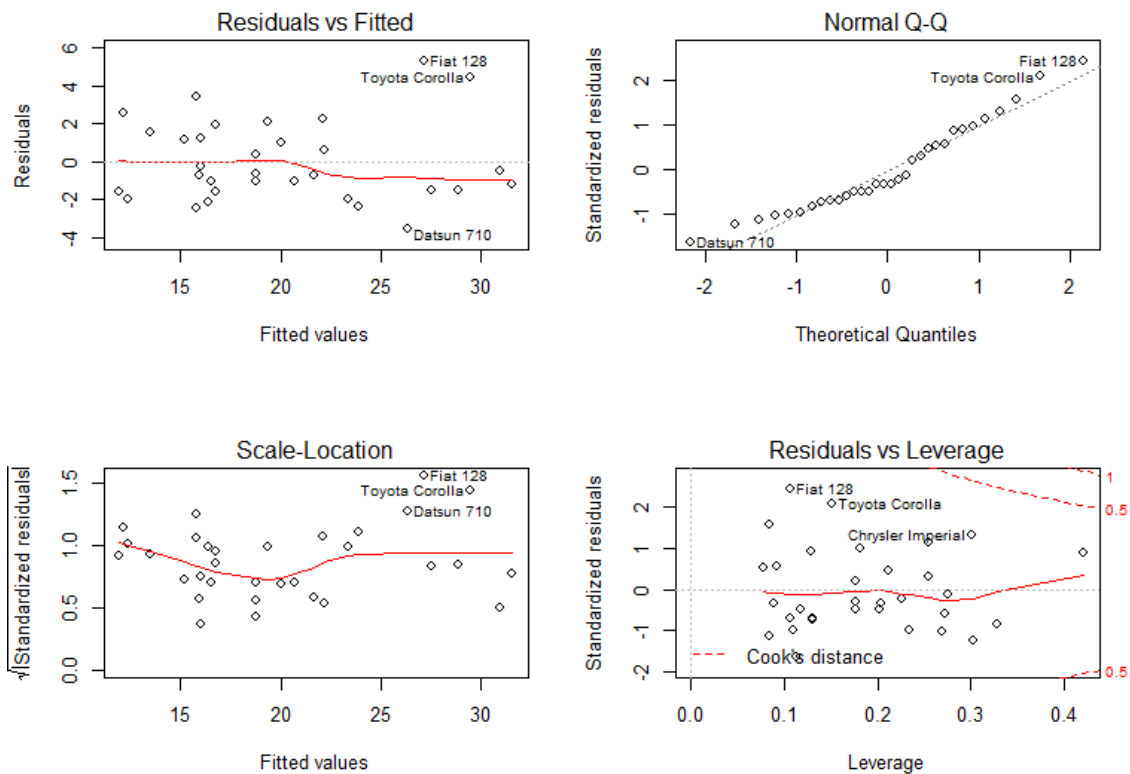 Residuals vs Fitted
Residuals
6
4
2
0
-2
-4
Fiat 128
Toyota Corolla
Datsun 710
15 20 25 30
Fitted values
Normal Q-Q
Standardized residuals
2
1
0
-1
Fiat 128
Toyota Corolla
Datsun 710
-2 -1 0 1 2
Theoretical Quantiles
Scale-Location
√|Standardized residuals
1.5
1.0
0.5
0.0
Fiat 128
Toyota Corolla
Datsun 710
15 20 25 30
Fitted values
Residuals vs Leverage
Standardized residuals
2
1
0
-1
-2
Fiat 128
Toyota Corolla
Chrysler Imperial
1
0.5
0.5
Cook's distance
0.0 0.1 0.2 0.3 0.4
Leverage